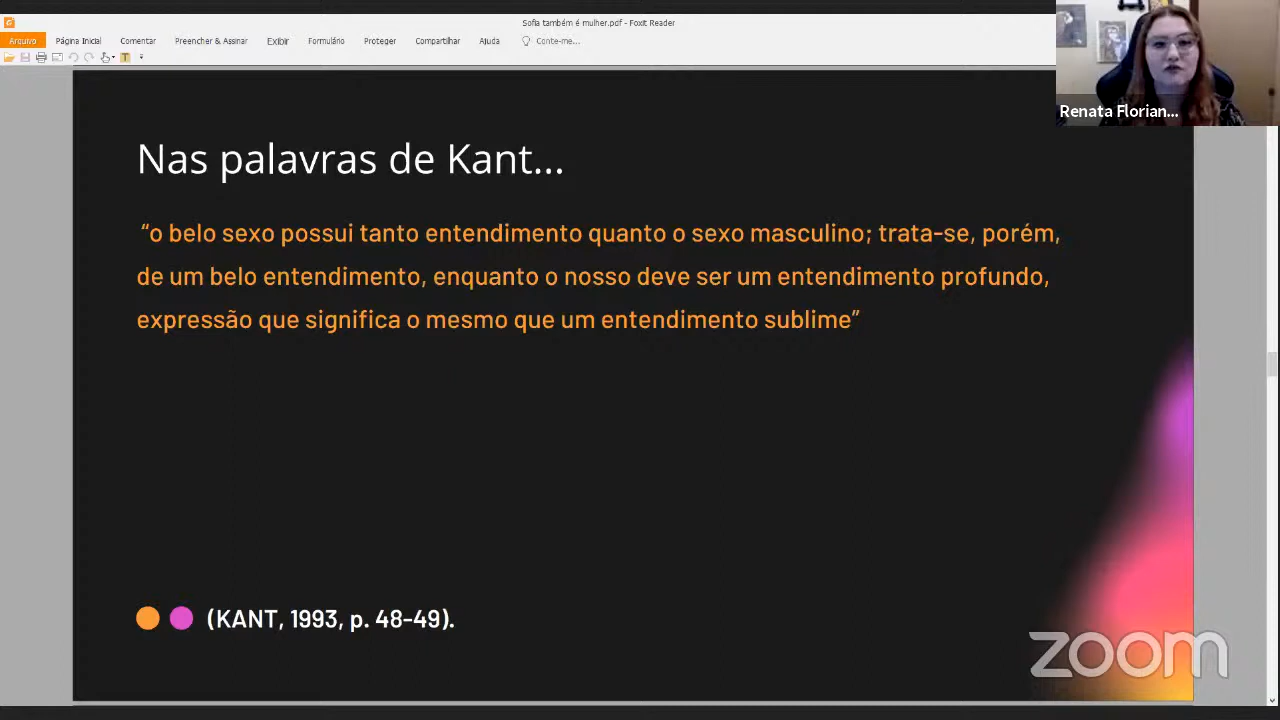 Sofia também é mulher.pdf - Foxit Reader
Arquivo Página Inicial Comentar Preencher & Assinar Exibir Formulário Proteger Compartilhar Ajuda Conte-me...
Renata Florian...
Nas palavras de Kant...
“o belo sexo possui tanto entendimento quanto o sexo masculino; trata-se, porém,
de um belo entendimento, enquanto o nosso deve ser um entendimento profundo,
expressão que significa o mesmo que um entendimento sublime”
(KANT, 1993, p. 48-49).
zoom